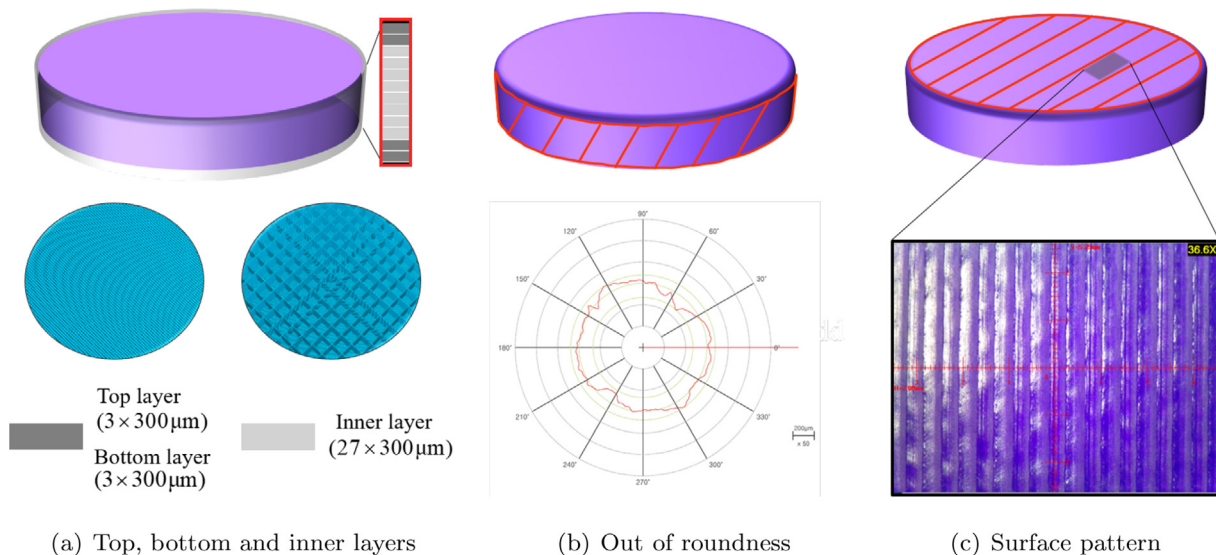 Top layer
(3×300μm)
Bottom layer
(3×300μm)
Inner layer
(27×300μm)
90°
120°
60°
150°
30°
180°
0°
210°
330°
240°
300°
270°
200μm
x 50
36.6X
(a) Top, bottom and inner layers
(b) Out of roundness
(c) Surface pattern